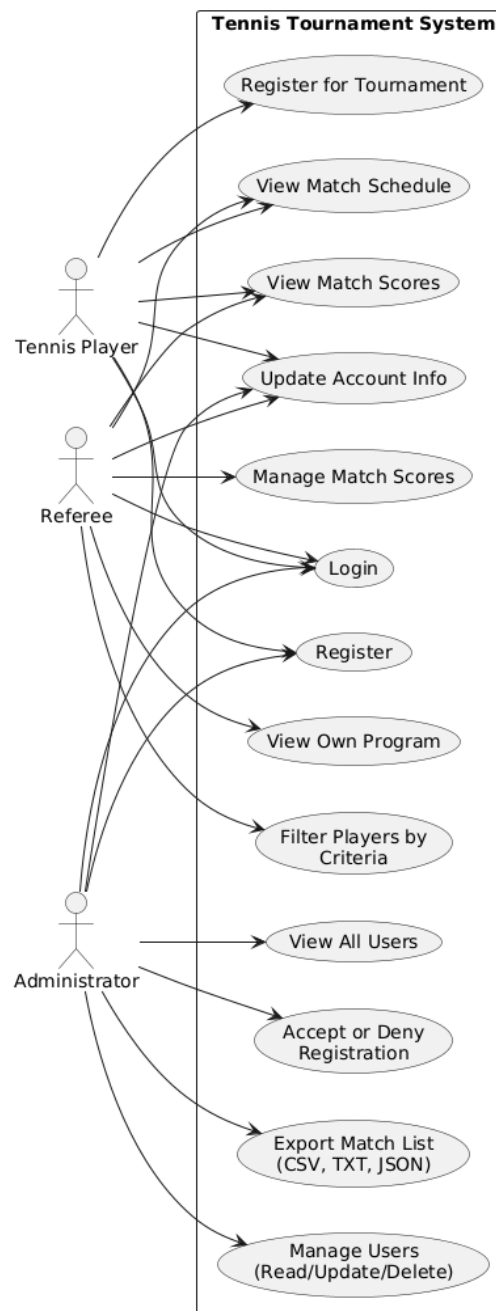 Tennis Tournament System
Register for Tournament
View Match Schedule
View Match Scores
Tennis Player
Update Account Info
Manage Match Scores
Referee
Login
Register
View Own Program
Filter Players by
Criteria
View All Users
Administrator
Accept or Deny
Registration
Export Match List
(CSV, TXT, JSON)
Manage Users
(Read/Update/Delete)